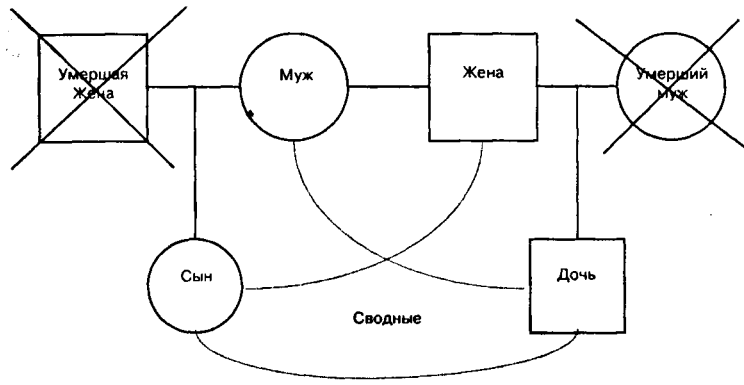 Умершая
Жена
Муж
Жена
Умерший
муж
Сын
Дочь
Сводные